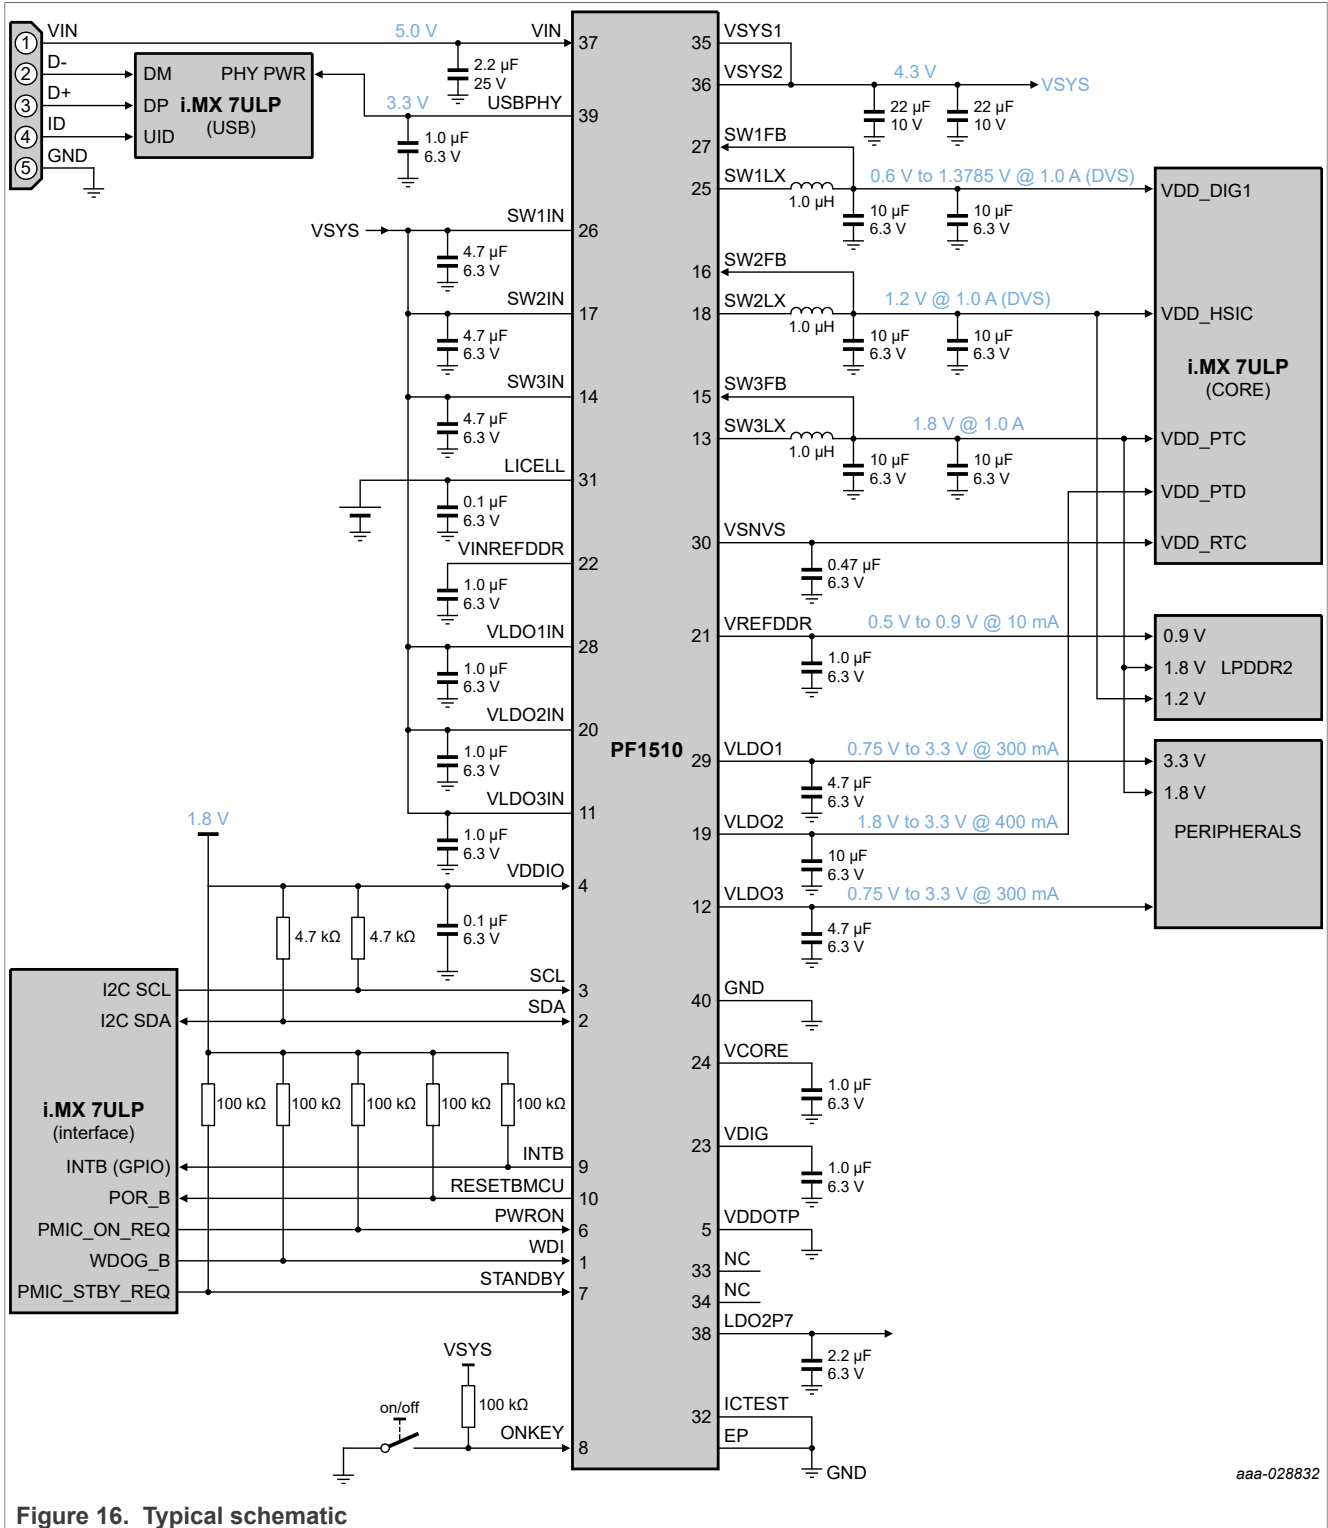 VIN
5.0 V
VIN
37
1
D-
2
D+
3
ID
4
GND
5
DM
PHY PWR
DP
i.MX 7ULP
(USB)
UID
2.2 µF
25 V
3.3 V
USBPHY
39
1.0 µF
6.3 V
VSYS
SW1IN
26
4.7 µF
6.3 V
SW2IN
17
4.7 µF
6.3 V
SW3IN
14
4.7 µF
6.3 V
LICELL
31
0.1 µF
6.3 V
VINREFDDR
22
1.0 µF
6.3 V
VLDO1IN
28
1.0 µF
6.3 V
VLDO2IN
20
1.0 µF
6.3 V
VLDO3IN
11
1.0 µF
6.3 V
1.8 V
VDDIO
4
4.7 kΩ
4.7 kΩ
0.1 µF
6.3 V
I2C SCL
SCL
3
I2C SDA
SDA
2
100 kΩ
100 kΩ
100 kΩ
100 kΩ
100 kΩ
i.MX 7ULP
(interface)
INTB (GPIO)
INTB
9
POR_B
RESETBMCU
10
PMIC_ON_REQ
PWRON
6
WDOG_B
WDI
1
PMIC_STBY_REQ
STANDBY
7
VSYS
100 kΩ
on/off
ONKEY
8
PF1510
35
VSYS1
36
VSYS2
4.3 V
VSYS
22 µF
10 V
22 µF
10 V
27
SW1FB
25
SW1LX
1.0 µH
0.6 V to 1.3785 V @ 1.0 A (DVS)
10 µF
6.3 V
10 µF
6.3 V
16
SW2FB
18
SW2LX
1.0 µH
1.2 V @ 1.0 A (DVS)
10 µF
6.3 V
10 µF
6.3 V
15
SW3FB
13
SW3LX
1.0 µH
1.8 V @ 1.0 A
10 µF
6.3 V
10 µF
6.3 V
VDD_DIG1
VDD_HSIC
i.MX 7ULP
(CORE)
VDD_PTC
VDD_PTD
VDD_RTC
30
VSNVS
0.47 µF
6.3 V
21
VREFDDR
0.5 V to 0.9 V @ 10 mA
1.0 µF
6.3 V
0.9 V
1.8 V LPDDR2
1.2 V
29
VLDO1
0.75 V to 3.3 V @ 300 mA
4.7 µF
6.3 V
3.3 V
1.8 V
PERIPHERALS
19
VLDO2
1.8 V to 3.3 V @ 400 mA
10 µF
6.3 V
12
VLDO3
0.75 V to 3.3 V @ 300 mA
4.7 µF
6.3 V
40
GND
24
VCORE
1.0 µF
6.3 V
23
VDIG
1.0 µF
6.3 V
5
VDDOTP
33
NC
34
NC
38
LDO2P7
2.2 µF
6.3 V
32
ICTEST
EP
GND
aaa-028832
Figure 16. Typical schematic